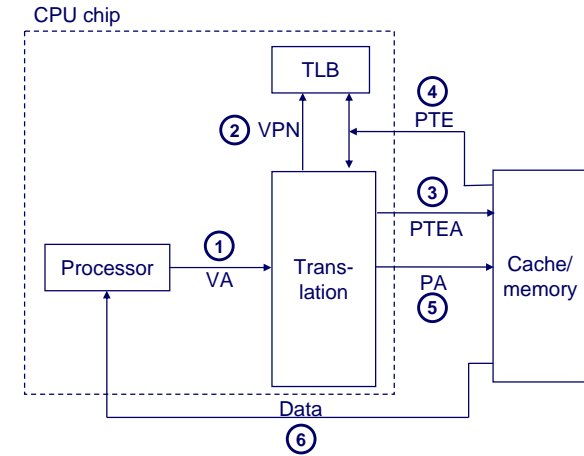 CPU chip
TLB
4
PTE
2 VPN
3
PTEA
1
VA
Processor
Trans-
lation
PA
5
Cache/
memory
Data
6